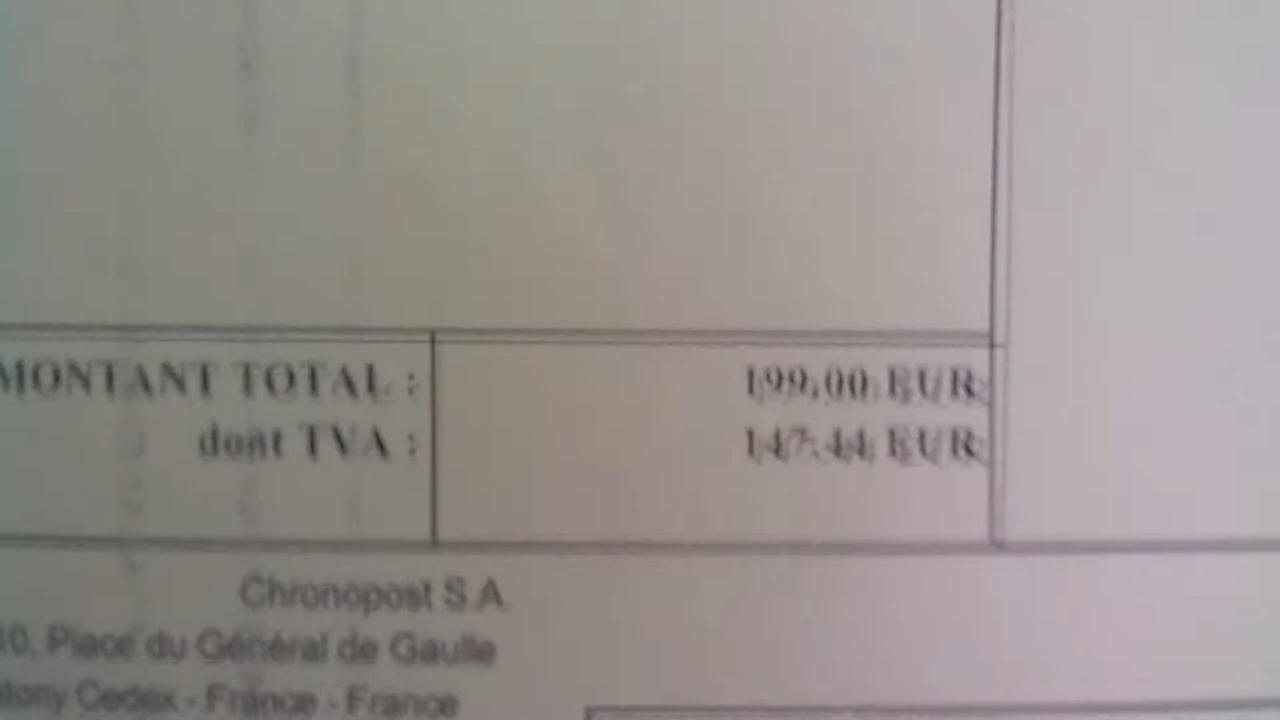 MONTANT TOTAL : 199,00 EUR
dont TVA : 147,44 EUR
Chronopost S.A.
10, Place du Général de Gaulle
Cedex - France - France